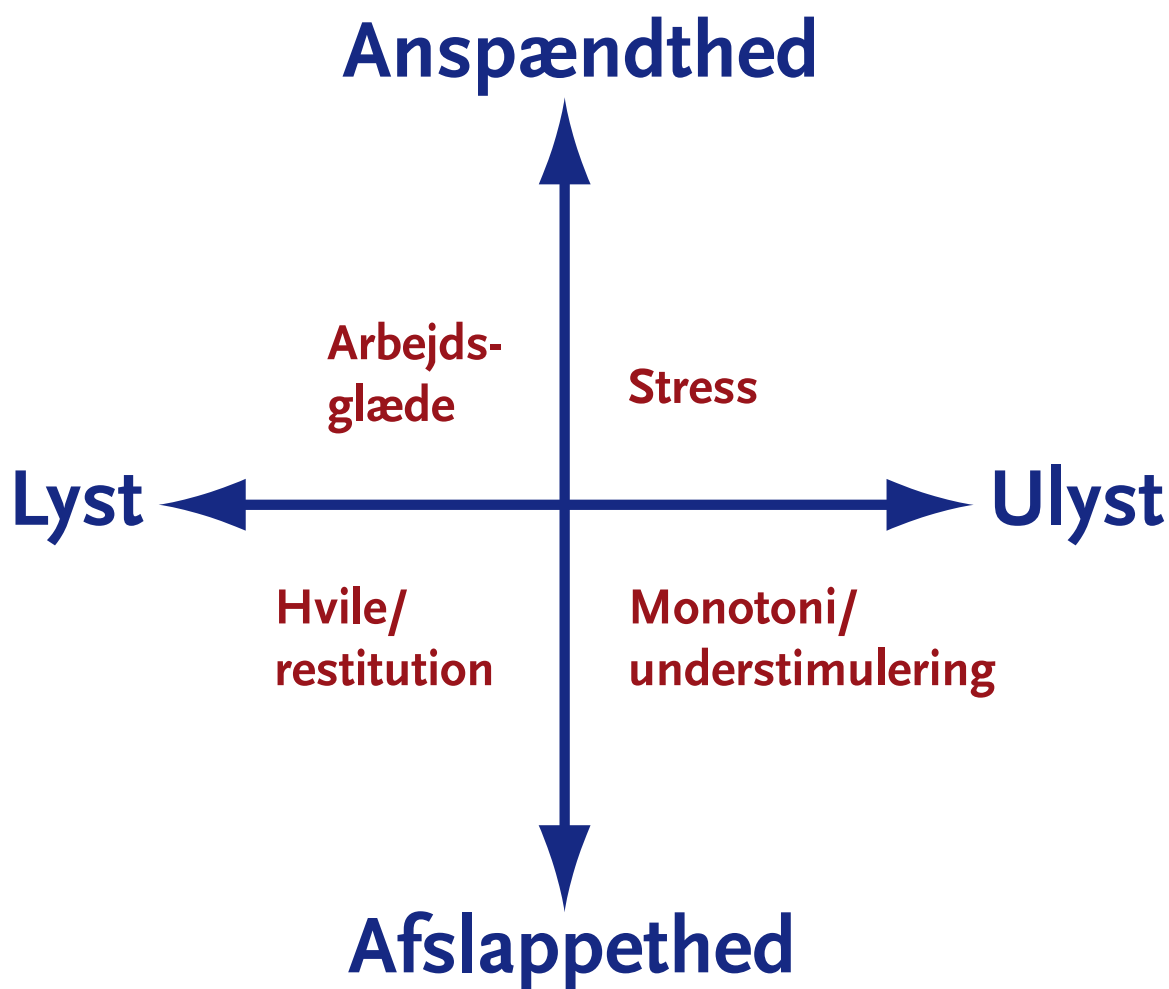 Anspændthed
Arbejds-
glæde
Stress
Lyst
Ulyst
Hvile/
restitution
Monotoni/
understimulering
Afslappethed